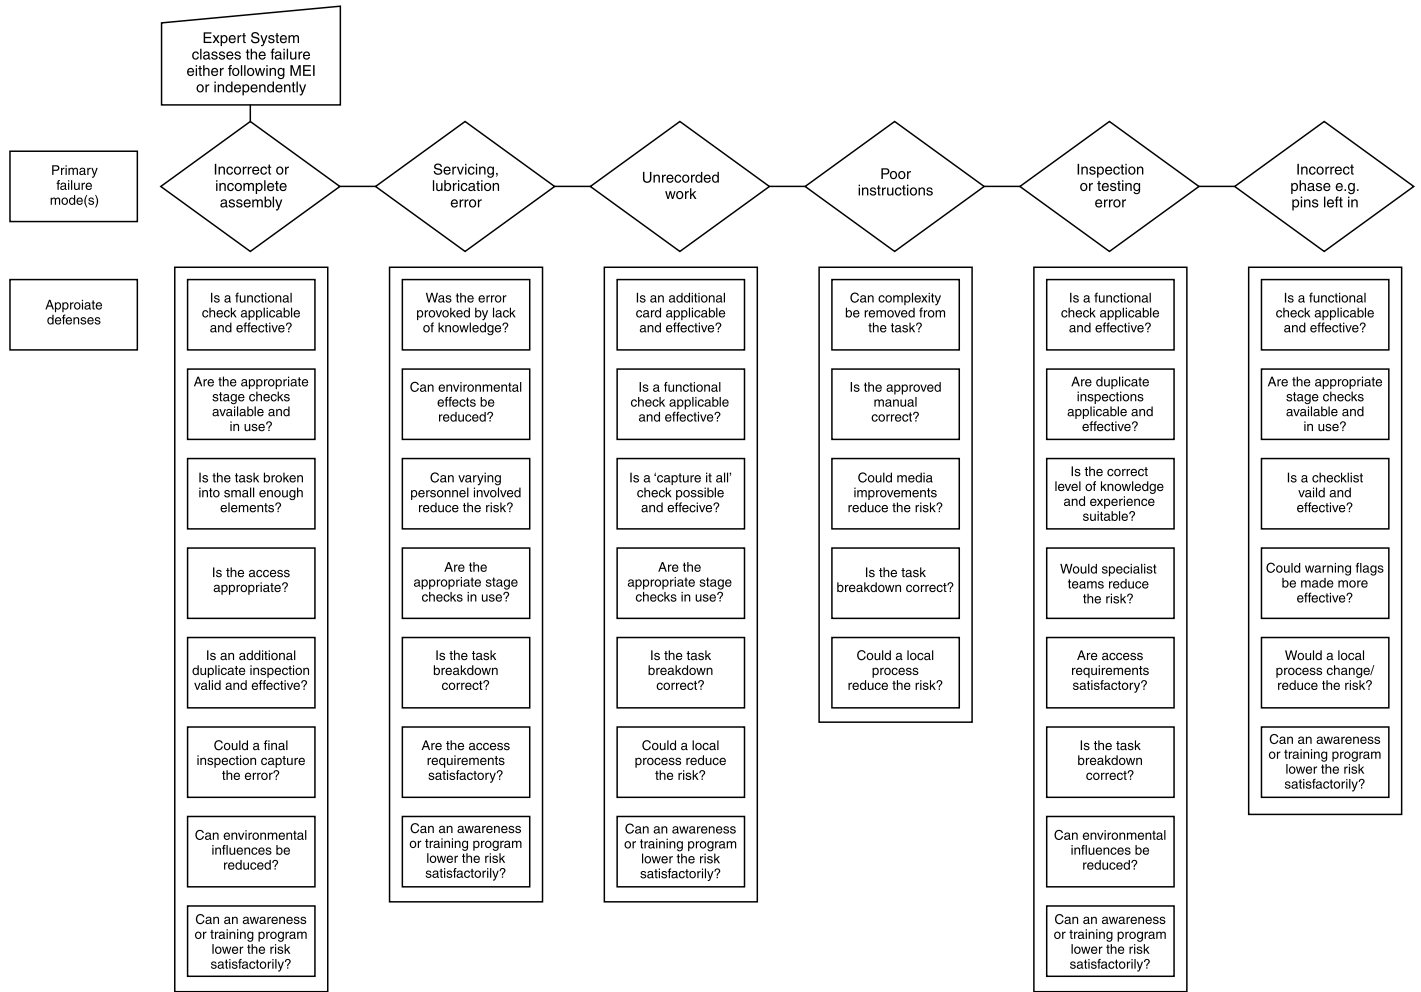 Expert System
classes the failure
either following MEI
or independently
Primary
failure
mode(s)
Incorrect or
incomplete
assembly
Servicing,
lubrication
error
Unrecorded
work
Poor
instructions
Inspection
or testing
error
Incorrect
phase e.g.
pins left in
Approiate
defenses
Is a functional
check applicable
and effective?
Are the appropriate
stage checks
available and
in use?
Is the task broken
into small enough
elements?
Is the access
appropriate?
Is an additional
duplicate inspection
valid and effective?
Could a final
inspection capture
the error?
Can environmental
influences be
reduced?
Can an awareness
or training program
lower the risk
satisfactorily?
Was the error
provoked by lack
of knowledge?
Can environmental
effects be
reduced?
Can varying
personnel involved
reduce the risk?
Are the
appropriate stage
checks in use?
Is the task
breakdown
correct?
Are the access
requirements
satisfactory?
Can an awareness
or training program
lower the risk
satisfactorily?
Is an additional
card applicable
and effective?
Is a functional
check applicable
and effective?
Is a ‘capture it all’
check possible
and effecive?
Are the
appropriate stage
checks in use?
Is the task
breakdown
correct?
Could a local
process reduce
the risk?
Can an awareness
or training program
lower the risk
satisfactorily?
Can complexity
be removed from
the task?
Is the approved
manual
correct?
Could media
improvements
reduce the risk?
Is the task
breakdown correct?
Could a local
process
reduce the risk?
Is a functional
check applicable
and effective?
Are duplicate
inspections
applicable and
effective?
Is the correct
level of knowledge
and experience
suitable?
Would specialist
teams reduce
the risk?
Are access
requirements
satisfactory?
Is the task
breakdown
correct?
Can environmental
influences be
reduced?
Can an awareness
or training program
lower the risk
satisfactorily?
Is a functional
check applicable
and effective?
Are the appropriate
stage checks
available and
in use?
Is a checklist
vaild and
effective?
Could warning flags
be made more
effective?
Would a local
process change/
reduce the risk?
Can an awareness
or training program
lower the risk
satisfactorily?